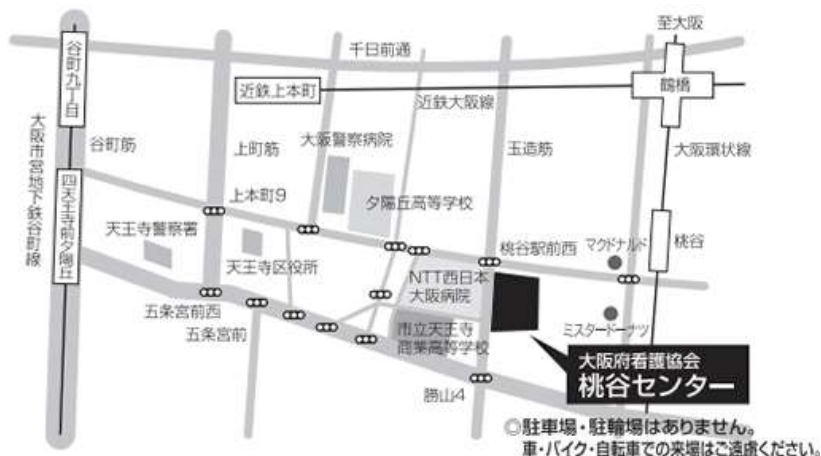 至大阪
千日前通
谷町九丁目
近鉄上本町
近鉄大阪線
鶴橋
大阪市営地下鉄谷町線
谷町筋
上町筋
大阪警察病院
玉造筋
大阪環状線
四天王寺前夕陽丘
上本町9
夕陽丘高等学校
天王寺警察署
天王寺区役所
桃谷駅前西
マクドナルド
桃谷
NTT西日本
大阪病院
五条宮前西
五条宮前
市立天王寺
商業高等学校
ミスタードーナツ
大阪府看護協会
桃谷センター
勝山4
◎駐車場・駐輪場はありません。
車・バイク・自転車での来場はご遠慮ください。